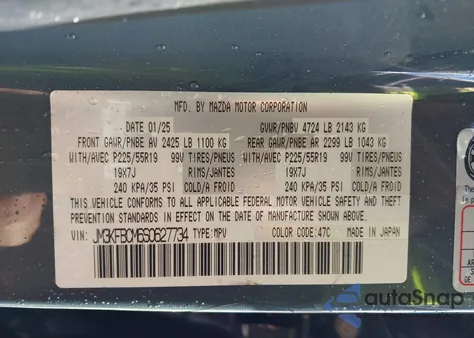 MFD. BY MAZDA MOTOR CORPORATION
DATE 01/25 GVWR/PNBV 4724 LB 2143 KG
FRONT GAWR/PNBE AV 2425 LB 1100 KG REAR GAWR/PNBE AR 2299 LB 1043 KG
WITH/AVEC P225/55R19 99V TIRES/PNEUS WITH/AVEC P225/55R19 99V TIRES/PNEUS
19X7J RIMS/JANTES 19X7J RIMS/JANTES
240 KPA/35 PSI COLD/A FROID 240 KPA/35 PSI COLD/A FROID
THIS VEHICLE CONFORMS TO ALL APPLICABLE FEDERAL MOTOR VEHICLE SAFETY AND THEFT
PREVENTION STANDARDS IN EFFECT ON THE DATE OF MANUFACTURE SHOWN ABOVE.
VIN: JM3KFBCM6S0627734 TYPE: MPV COLOR CODE: 47C MADE IN JAPAN
Le
AR
autoSnap